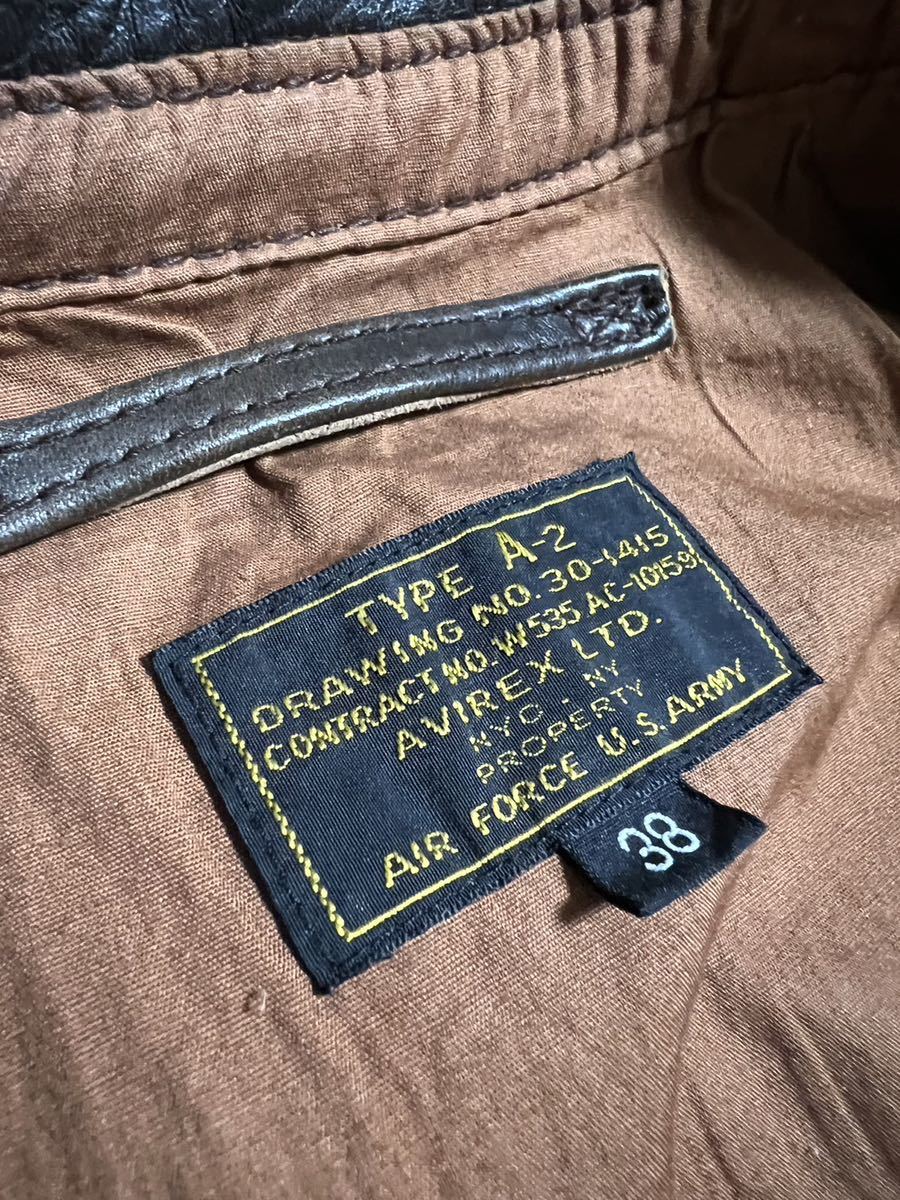 TYPE A-2
DRAWING NO.30-1415
CONTRACT NO.W535 AC-10159
AVIREX LTD.
NYC. NY
PROPERTY
AIR FORCE U.S.ARMY
38